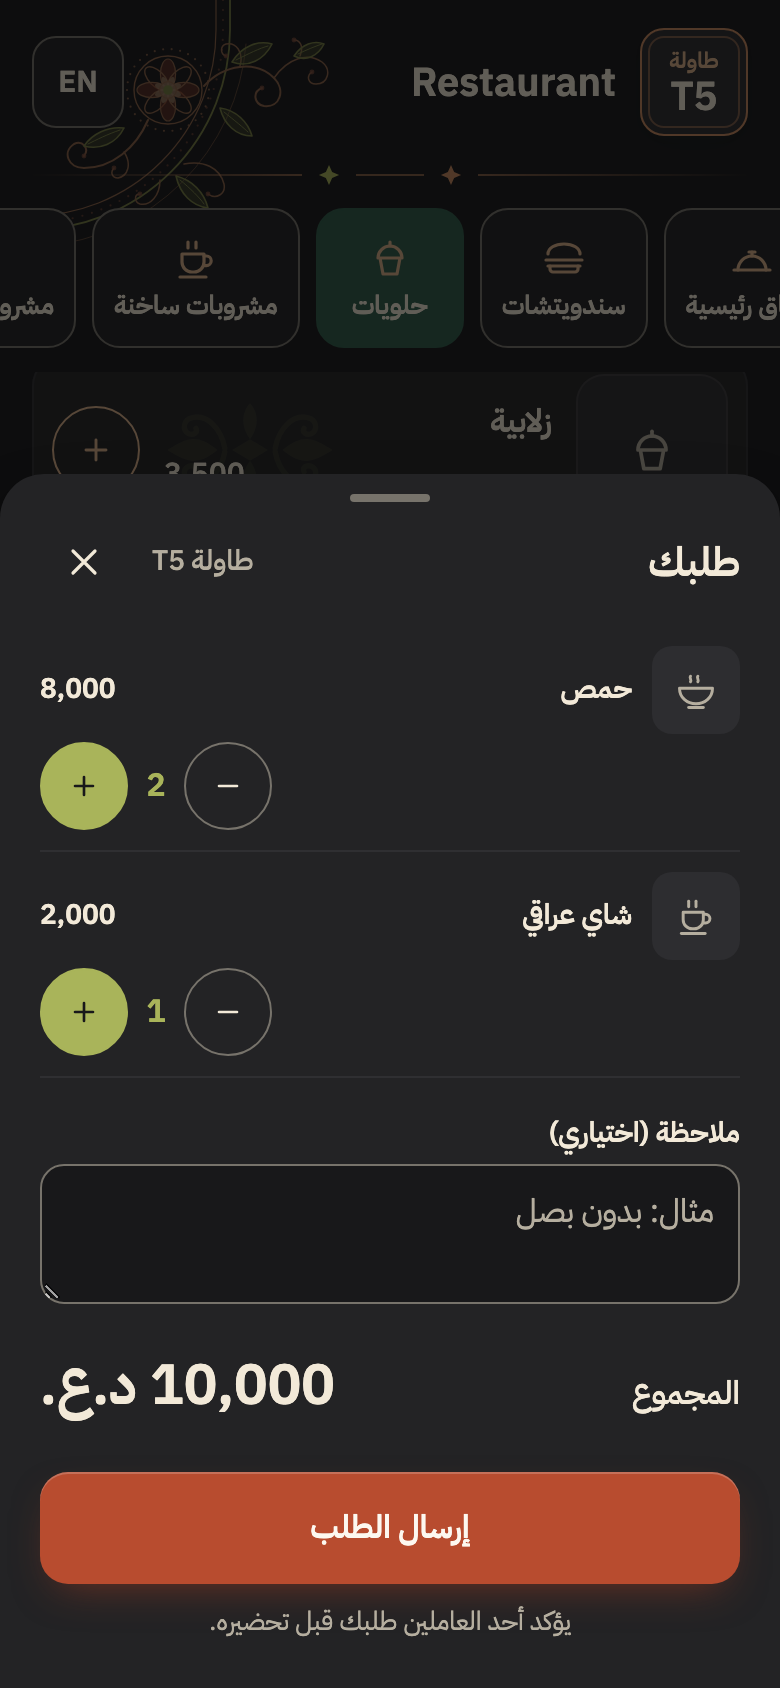 طاولة
T5
Restaurant
EN
ق رئيسية
سندويتشات
حلويات
مشروبات ساخنة
مشرو
زلابية
3,500
طلبك
طاولة T5
حمص
8,000
2
شاي عراقي
2,000
1
ملاحظة (اختياري)
مثال: بدون بصل
المجموع
10,000 د.ع.
إرسال الطلب
يؤكد أحد العاملين طلبك قبل تحضيره.